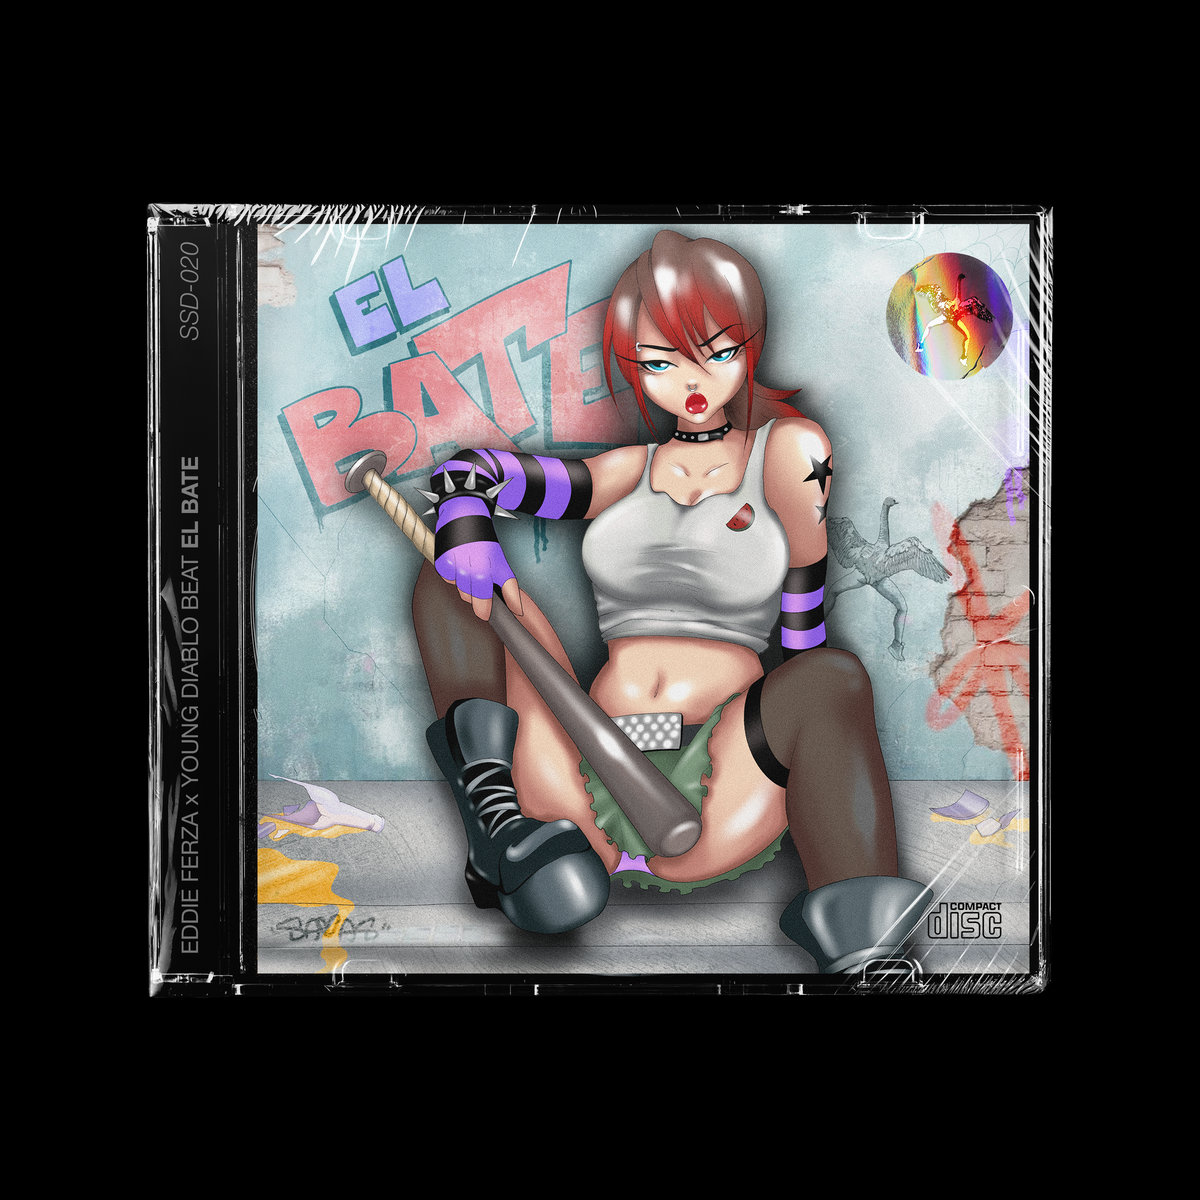 SSD-020
EDDIE FERZA x YOUNG DIABLO BEAT EL BATE
EL
BATE
COMPACT
disc